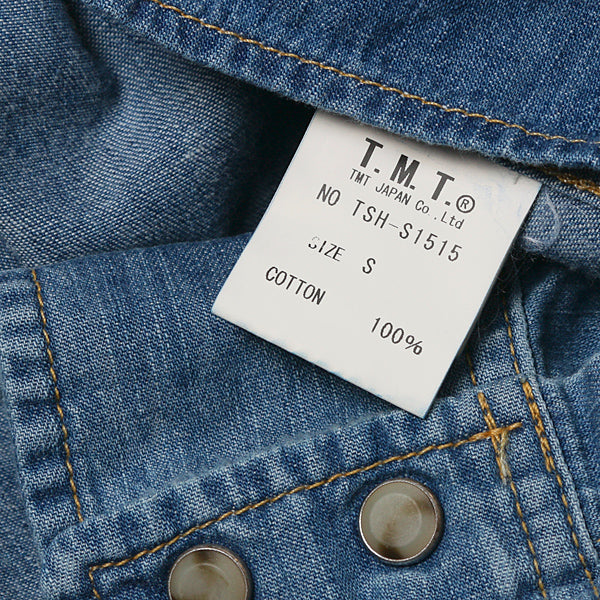 T.M.T.®
TMT JAPAN Co.,Ltd
NO TSH-S1515
SIZE S
COTTON
100%